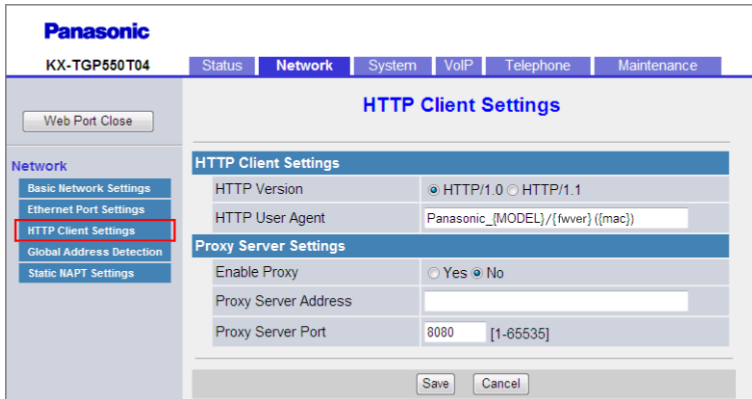 Panasonic
KX-TGP550T04
Status Network System VoIP Telephone Maintenance
Web Port Close
HTTP Client Settings
Network
Basic Network Settings
Ethernet Port Settings
HTTP Client Settings
Global Address Detection
Static NAPT Settings
HTTP Client Settings
HTTP Version HTTP/1.0 HTTP/1.1
HTTP User Agent Panasonic_{MODEL}/{fwver} ({mac})
Proxy Server Settings
Enable Proxy Yes No
Proxy Server Address
Proxy Server Port 8080 [1-65535]
Save Cancel